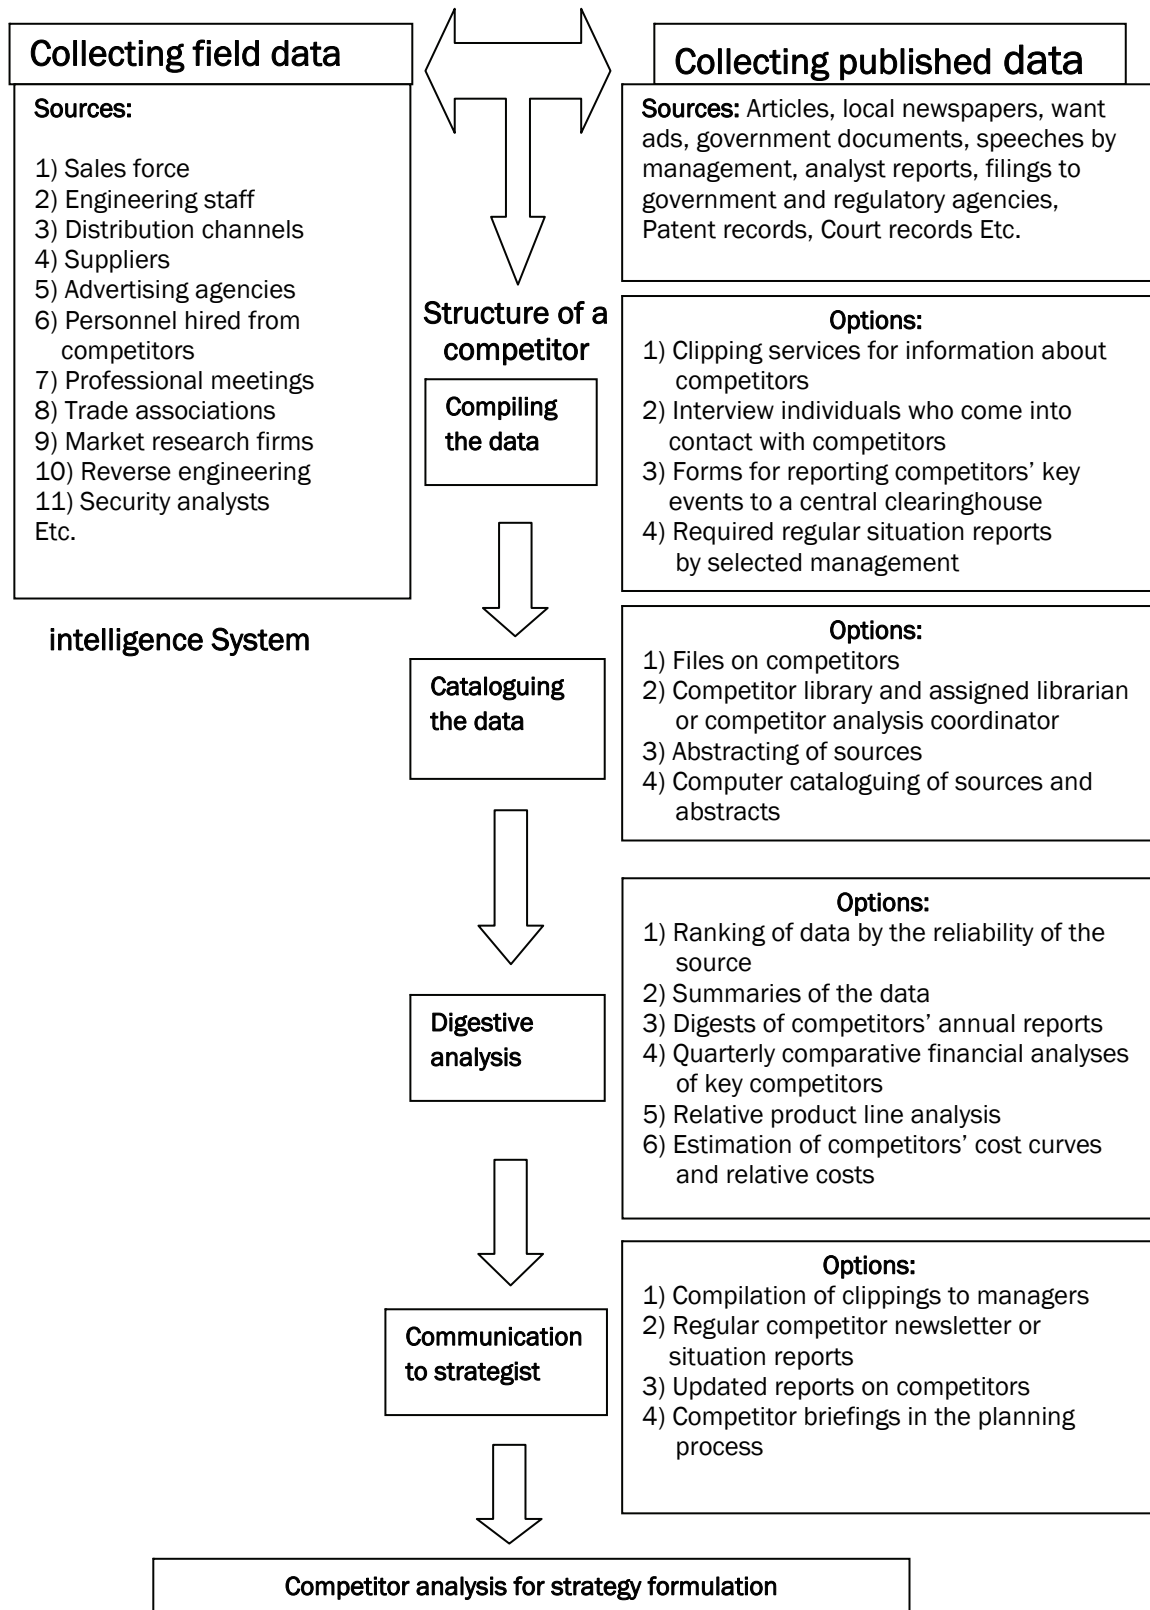 Collecting field data
Sources:
1) Sales force
2) Engineering staff
3) Distribution channels
4) Suppliers
5) Advertising agencies
6) Personnel hired from
competitors
7) Professional meetings
8) Trade associations
9) Market research firms
10) Reverse engineering
11) Security analysts
Etc.
Collecting published data
Sources: Articles, local newspapers, want
ads, government documents, speeches by
management, analyst reports, filings to
government and regulatory agencies,
Patent records, Court records Etc.
Structure of a
competitor
intelligence System
Compiling
the data
Options:
1) Clipping services for information about
competitors
2) Interview individuals who come into
contact with competitors
3) Forms for reporting competitors’ key
events to a central clearinghouse
4) Required regular situation reports
by selected management
Cataloguing
the data
Options:
1) Files on competitors
2) Competitor library and assigned librarian
or competitor analysis coordinator
3) Abstracting of sources
4) Computer cataloguing of sources and
abstracts
Digestive
analysis
Options:
1) Ranking of data by the reliability of the
source
2) Summaries of the data
3) Digests of competitors’ annual reports
4) Quarterly comparative financial analyses
of key competitors
5) Relative product line analysis
6) Estimation of competitors’ cost curves
and relative costs
Communication
to strategist
Options:
1) Compilation of clippings to managers
2) Regular competitor newsletter or
situation reports
3) Updated reports on competitors
4) Competitor briefings in the planning
process
Competitor analysis for strategy formulation